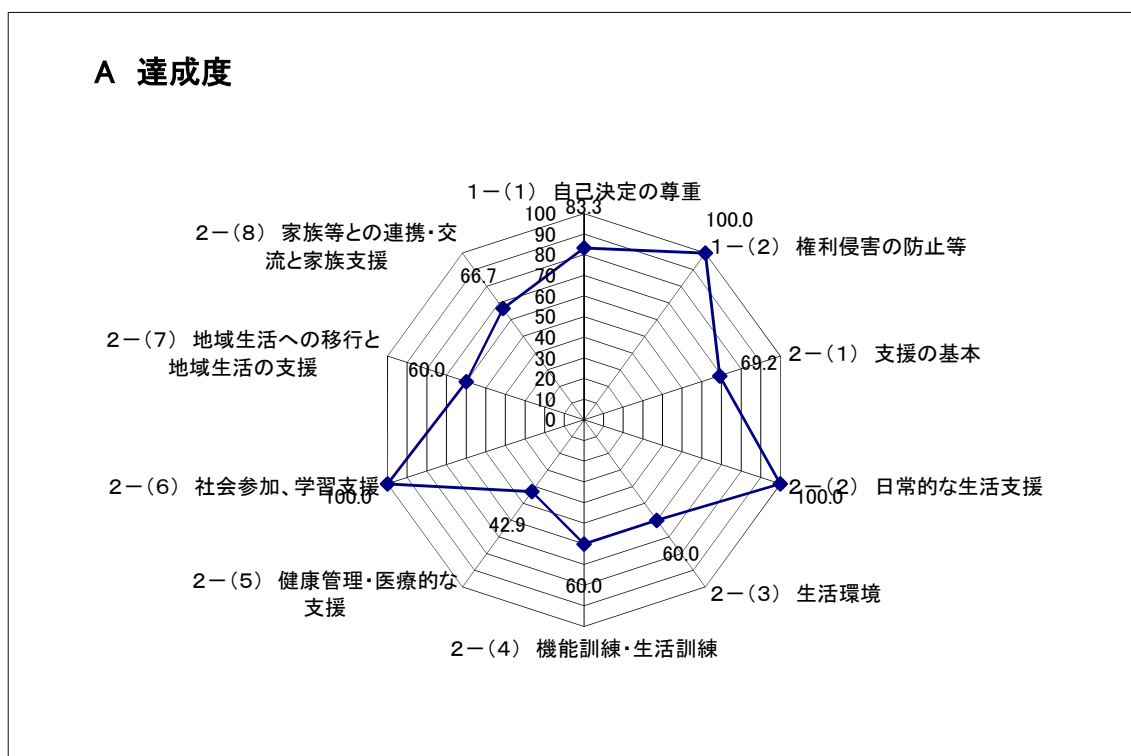 A 達成度
1－(1) 自己決定の尊重
83.3
100.0
1－(2) 権利侵害の防止等
2－(1) 支援の基本
69.2
2－(2) 日常的な生活支援
100.0
60.0
2－(3) 生活環境
60.0
2－(4) 機能訓練・生活訓練
42.9
2－(5) 健康管理・医療的な
支援
2－(6) 社会参加、学習支援
100.0
2－(7) 地域生活への移行と
地域生活の支援
60.0
2－(8) 家族等との連携・交
流と家族支援
66.7
100
90
80
70
60
50
40
30
20
10
0